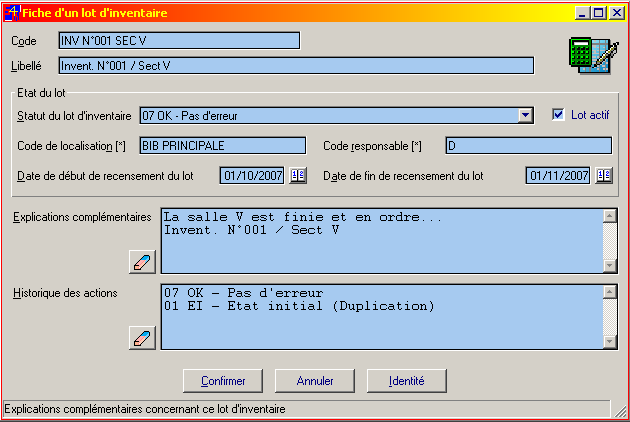 Fiche d'un lot d'inventaire
Code INV N°001 SEC V
Libellé Invent. N°001 / Sect V
Etat du lot
Statut du lot d'inventaire 07 OK - Pas d'erreur Lot actif
Code de localisation [*] BIB PRINCIPALE Code responsable [*] D
Date de début de recensement du lot 01/10/2007 Date de fin de recensement du lot 01/11/2007
Explications complémentaires La salle V est finie et en ordre...
Invent. N°001 / Sect V
Historique des actions 07 OK - Pas d'erreur
01 EI - Etat initial (Duplication)
Confirmer Annuler Identité
Explications complémentaires concernant ce lot d'inventaire